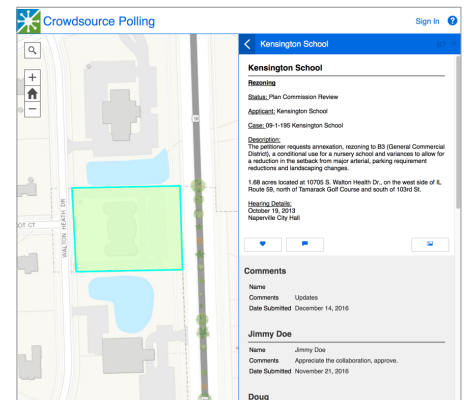 Crowdsource Polling
Sign In
Kensington School
Kensington School
Rezoning
Status: Plan Commission Review
Applicant: Kensington School
Case: 09-1-195 Kensington School
Description:
The petitioner requests annexation, rezoning to B3 (General Commercial
District), a conditional use for a nursery school and variances to allow for
a reduction in the setback from major arterial, parking requirement
reductions and landscaping changes.
1.68 acres located at 10705 S. Walton Health Dr., on the west side of IL
Route 59, north of Tamarack Golf Course and south of 103rd St.
Hearing Details:
October 19, 2013
Naperville City Hall
Comments
Name
Comments Updates
Date Submitted December 14, 2016
Jimmy Doe
Name Jimmy Doe
Comments Appreciate the collaboration, approve.
Date Submitted November 21, 2016
Doug
WALTON HEATH DR
OT CT